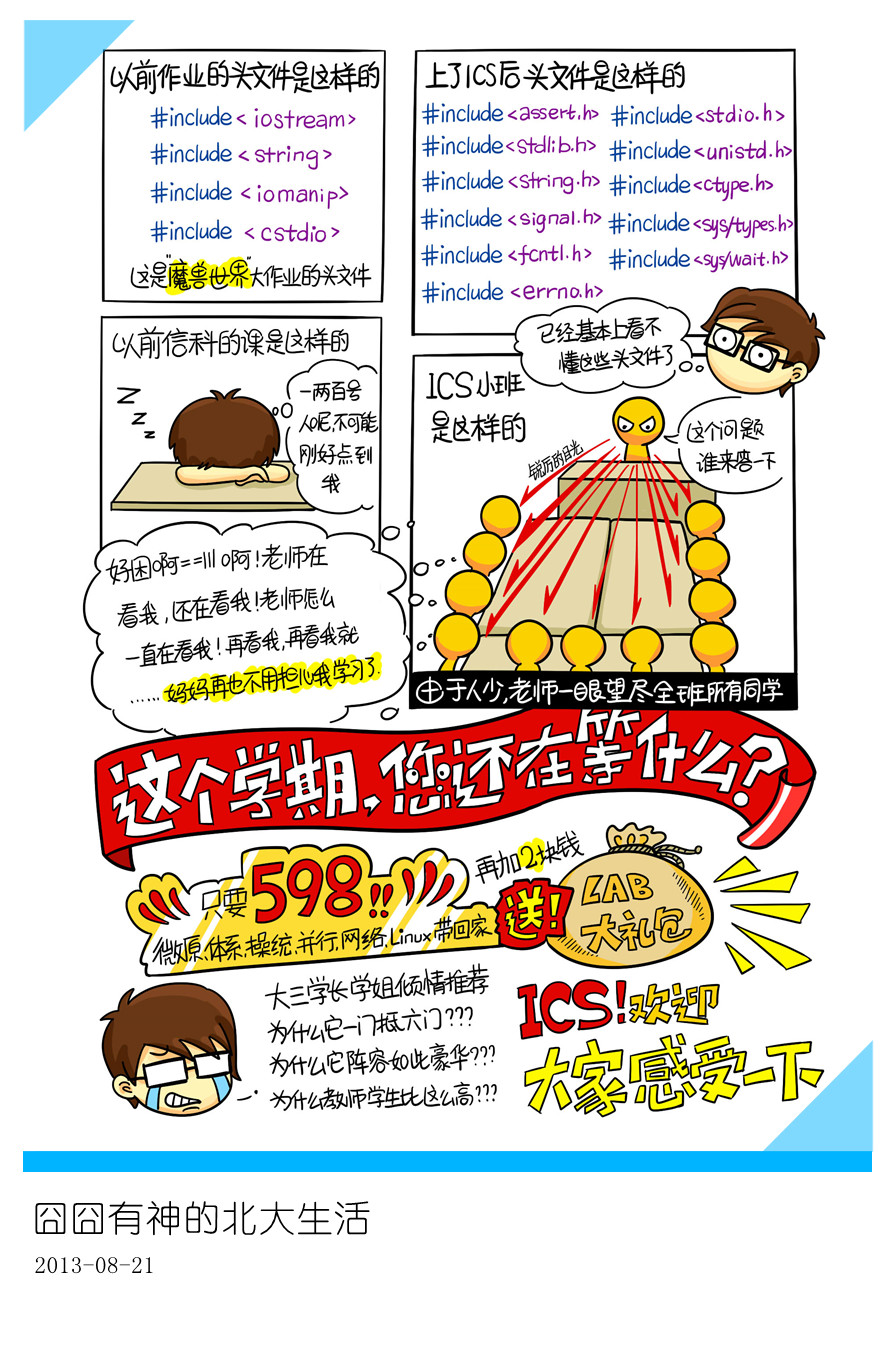 以前作业的头文件是这样的
#include < iostream>
#include < string>
#include < iomanip>
#include < cstdio>
这是"魔兽世界"大作业的头文件
上了ICS后头文件是这样的
#include <assert.h> #include <stdio.h>
#include <stdlib.h> #include <unistd.h>
#include <string.h> #include <ctype.h>
#include <signal.h> #include <sys/types.h>
#include <fcntl.h> #include <sys/wait.h>
#include <errno.h>
已经基本上看不
懂这些头文件了
以前信科的课是这样的
Z
Z
Z
一两百号
人呢,不可能
刚好点到
我
ICS小班
是这样的
锐厉的目光
这个问题
谁来答一下
好困啊==|||啊!老师在
看我,还在看我!老师怎么
一直在看我!再看我,再看我就
......妈妈再也不用担心我学习了.
由于人少,老师一眼望尽全班所有同学
这个学期,您还在等什么?
只要598!!
微原,体系,操统,并行,网络,Linux带回家
再加2块钱
送!
LAB
大礼包
大三学长学姐倾情推荐
为什么它一门抵六门???
为什么它阵容如此豪华???
为什么教师学生比这么高???
ICS!欢迎
大家感受一下
囧囧有神的北大生活
2013-08-21